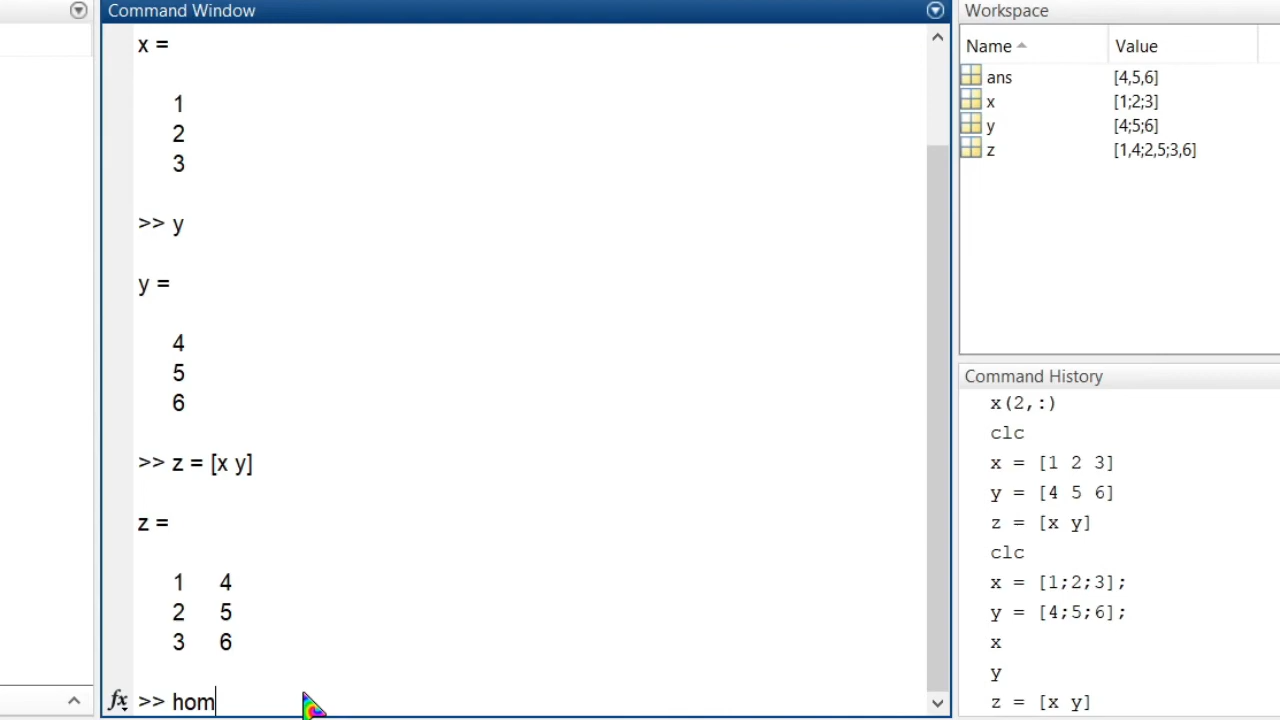 Command Window
x =
1
2
3
>> y
y =
4
5
6
>> z = [x y]
z =
1 4
2 5
3 6
fx >> hom
Workspace
Name Value
ans [4,5,6]
x [1;2;3]
y [4;5;6]
z [1,4;2,5;3,6]
Command History
x(2,:)
clc
x = [1 2 3]
y = [4 5 6]
z = [x y]
clc
x = [1;2;3];
y = [4;5;6];
x
y
z = [x y]